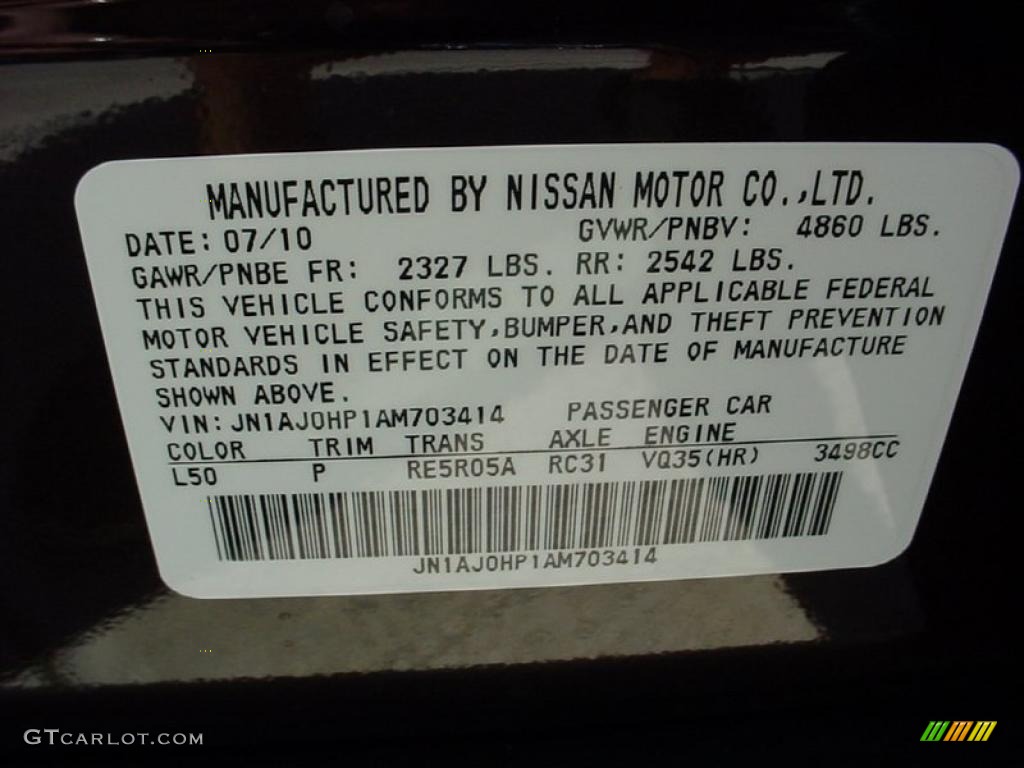 MANUFACTURED BY NISSAN MOTOR CO.,LTD.
DATE: 07/10 GVWR/PNBV: 4860 LBS.
GAWR/PNBE FR: 2327 LBS. RR: 2542 LBS.
THIS VEHICLE CONFORMS TO ALL APPLICABLE FEDERAL
MOTOR VEHICLE SAFETY,BUMPER,AND THEFT PREVENTION
STANDARDS IN EFFECT ON THE DATE OF MANUFACTURE
SHOWN ABOVE.
VIN: JN1AJ0HP1AM703414 PASSENGER CAR
COLOR TRIM TRANS AXLE ENGINE
L50 P RE5R05A RC31 VQ35(HR) 3498CC
JN1AJ0HP1AM703414
GTCARLOT.COM